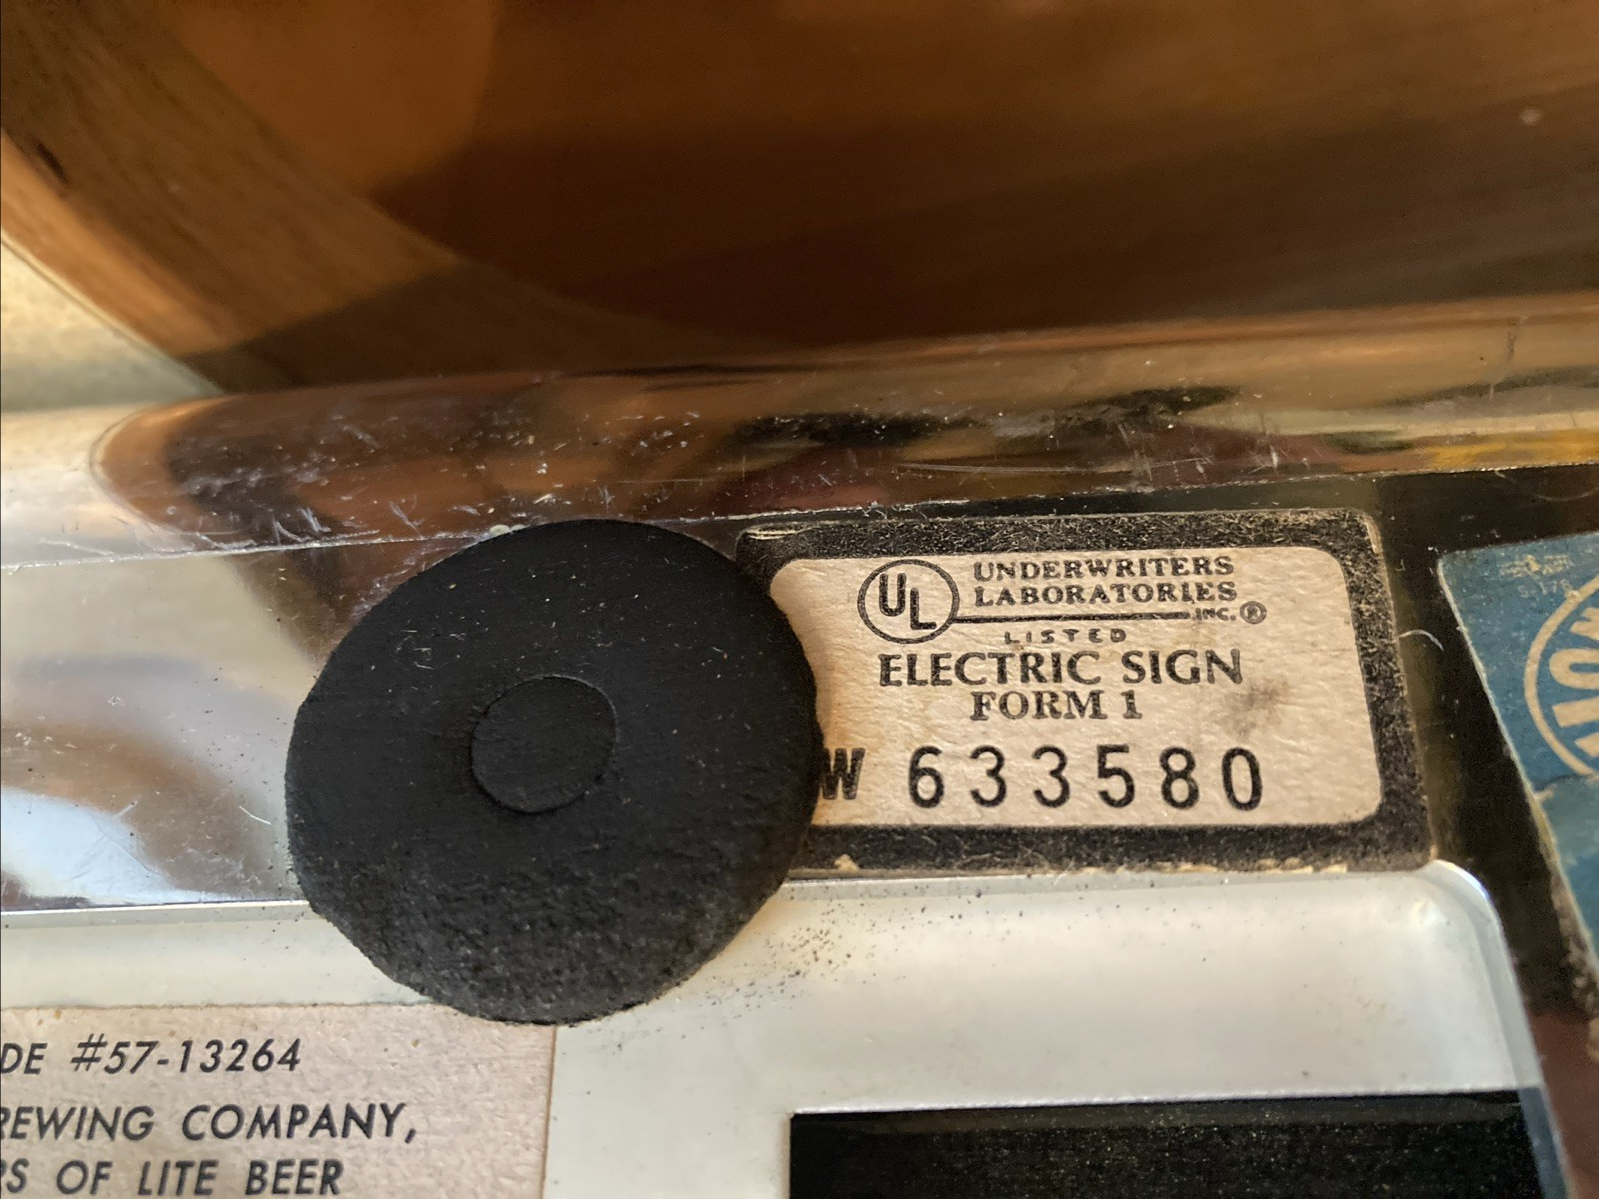 UL
UNDERWRITERS
LABORATORIES
INC.®
LISTED
ELECTRIC SIGN
FORM 1
W 633580
DE #57-13264
REWING COMPANY,
RS OF LITE BEER